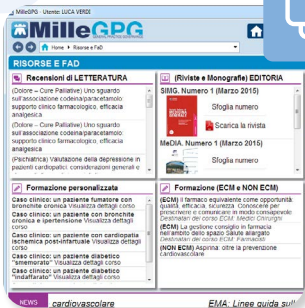 MilleGPG - Utente: LUCA VERDI
MilleGPG
Home ▸ Risorse e FaD
RISORSE E FAD
Recensioni di LETTERATURA
(Dolore – Cure Palliative) Uno sguardo
sull'associazione codeina/paracetamolo:
supporto clinico farmacologico, efficacia
analgesica
(Dolore – Cure Palliative) Uno sguardo
sull'associazione codeina/paracetamolo:
supporto clinico farmacologico, efficacia
analgesica
(Psichiatrica) Valutazione della depressione in
pazienti cardiopatici: considerazioni generali e
(Riviste e Monografie) EDITORIA
SIMG. Numero 1 (Marzo 2015)
Sfoglia numero
Scarica la rivista
MeDIA. Numero 1 (Marzo 2015)
Sfoglia numero
Formazione personalizzata
Caso clinico: un paziente fumatore con
bronchite cronica Visualizza dettagli corso
Caso clinico: un paziente con bronchite
cronica e ipertensione Visualizza dettagli
corso
Caso clinico: un paziente con cardiopatia
ischemica post-infartuale Visualizza dettagli
corso
Caso clinico: un paziente diabetico
"smemorato" Visualizza dettagli corso
Caso clinico: un paziente diabetico
"indaffarato" Visualizza dettagli corso
Formazione (ECM e NON ECM)
(ECM) Il farmaco equivalente come opportunità:
qualità, efficacia, sicurezza. Conoscere per
prescrivere e comunicare in modo consapevole
Destinatari del corso ECM: Medici Chirurghi
(ECM) La gestione consiglio in farmacia
nell'ambito dello spazio Salute allargato
Destinatari del corso ECM: Farmacisti
(NON ECM) Aspirina: oltre la prevenzione
cardiovascolare
NEWS
cardiovascolare
EMA: Linee guida sull